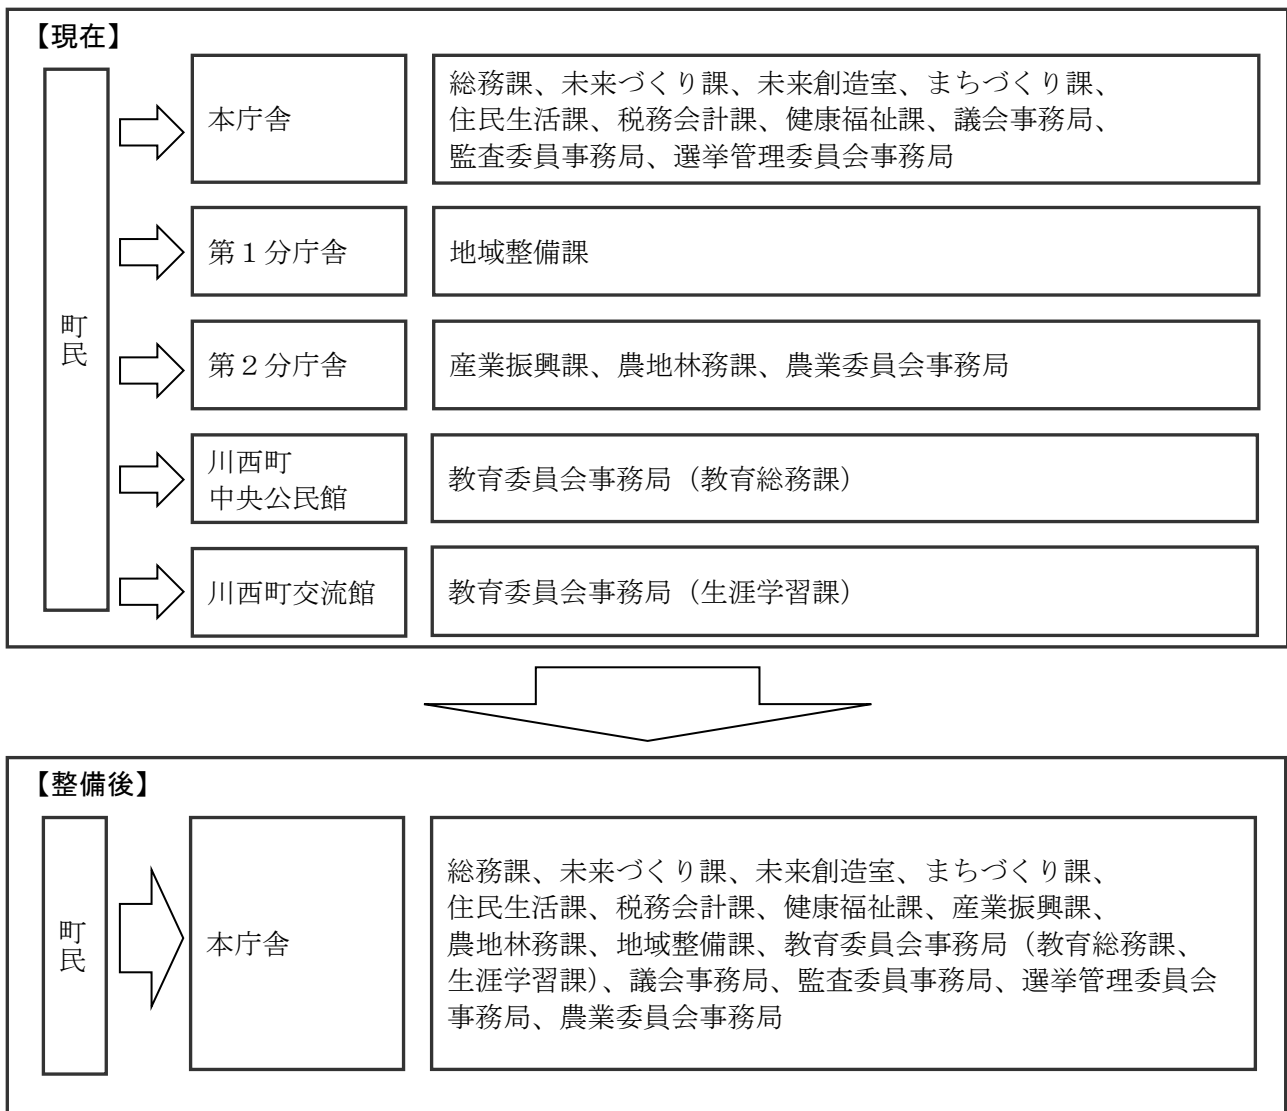 【現在】
町民
本庁舎
総務課、未来づくり課、未来創造室、まちづくり課、
住民生活課、税務会計課、健康福祉課、議会事務局、
監査委員事務局、選挙管理委員会事務局
第１分庁舎
地域整備課
第２分庁舎
産業振興課、農地林務課、農業委員会事務局
川西町
中央公民館
教育委員会事務局（教育総務課）
川西町交流館
教育委員会事務局（生涯学習課）
【整備後】
町民
本庁舎
総務課、未来づくり課、未来創造室、まちづくり課、
住民生活課、税務会計課、健康福祉課、産業振興課、
農地林務課、地域整備課、教育委員会事務局（教育総務課、
生涯学習課）、議会事務局、監査委員事務局、選挙管理委員会
事務局、農業委員会事務局